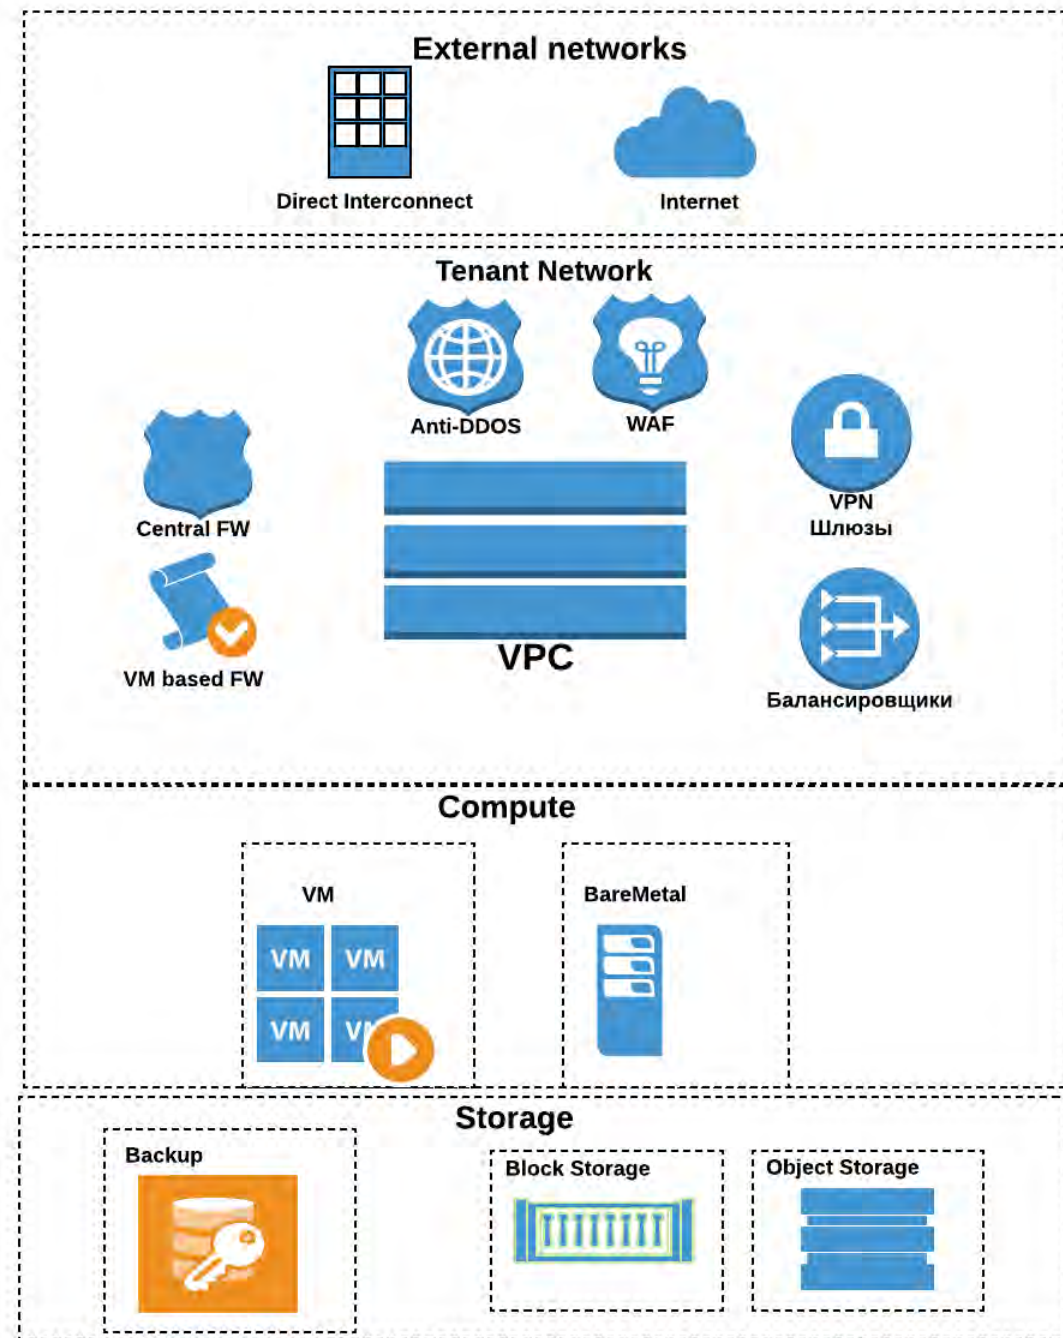 External networks
Direct Interconnect
Internet
Tenant Network
Anti-DDOS
WAF
Central FW
VPN
Шлюзы
VM based FW
VPC
Балансировщики
Compute
VM
BareMetal
VM VM
VM VM
Storage
Backup
Block Storage
Object Storage